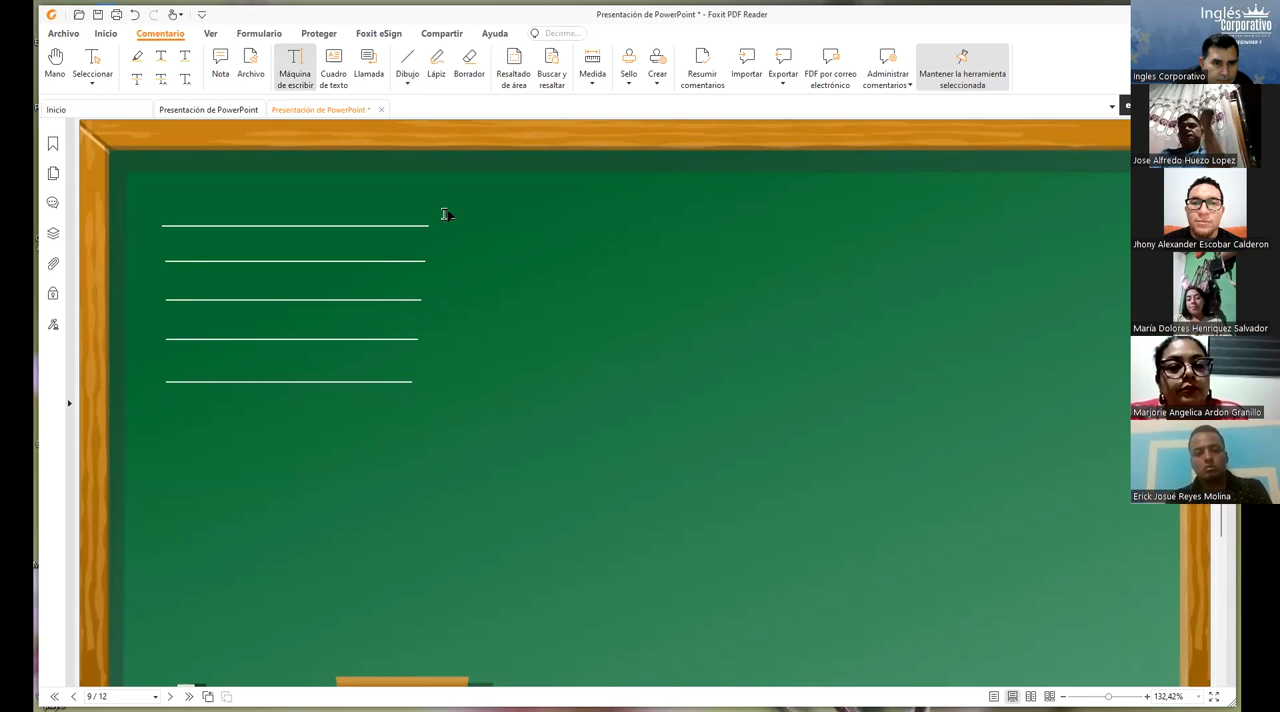 Presentación de PowerPoint * - Foxit PDF Reader
Archivo Inicio Comentario Ver Formulario Proteger Foxit eSign Compartir Ayuda Decirme...
Mano
Seleccionar
Nota
Archivo
Máquina de escribir
Cuadro de texto
Llamada
Dibujo
Lápiz
Borrador
Resaltado de área
Buscar y resaltar
Medida
Sello
Crear
Resumir comentarios
Importar
Exportar
PDF por correo electrónico
Administrar comentarios
Mantener la herramienta seleccionada
Inicio Presentación de PowerPoint Presentación de PowerPoint *
e
Inglés
Corporativo
BEGINNER 1
Ingles Corporativo
Jose Alfredo Huezo Lopez
Jhony Alexander Escobar Calderon
María Dolores Henriquez Salvador
Marjorie Angelica Ardon Granillo
Erick Josué Reyes Molina
9 / 12
132,42%